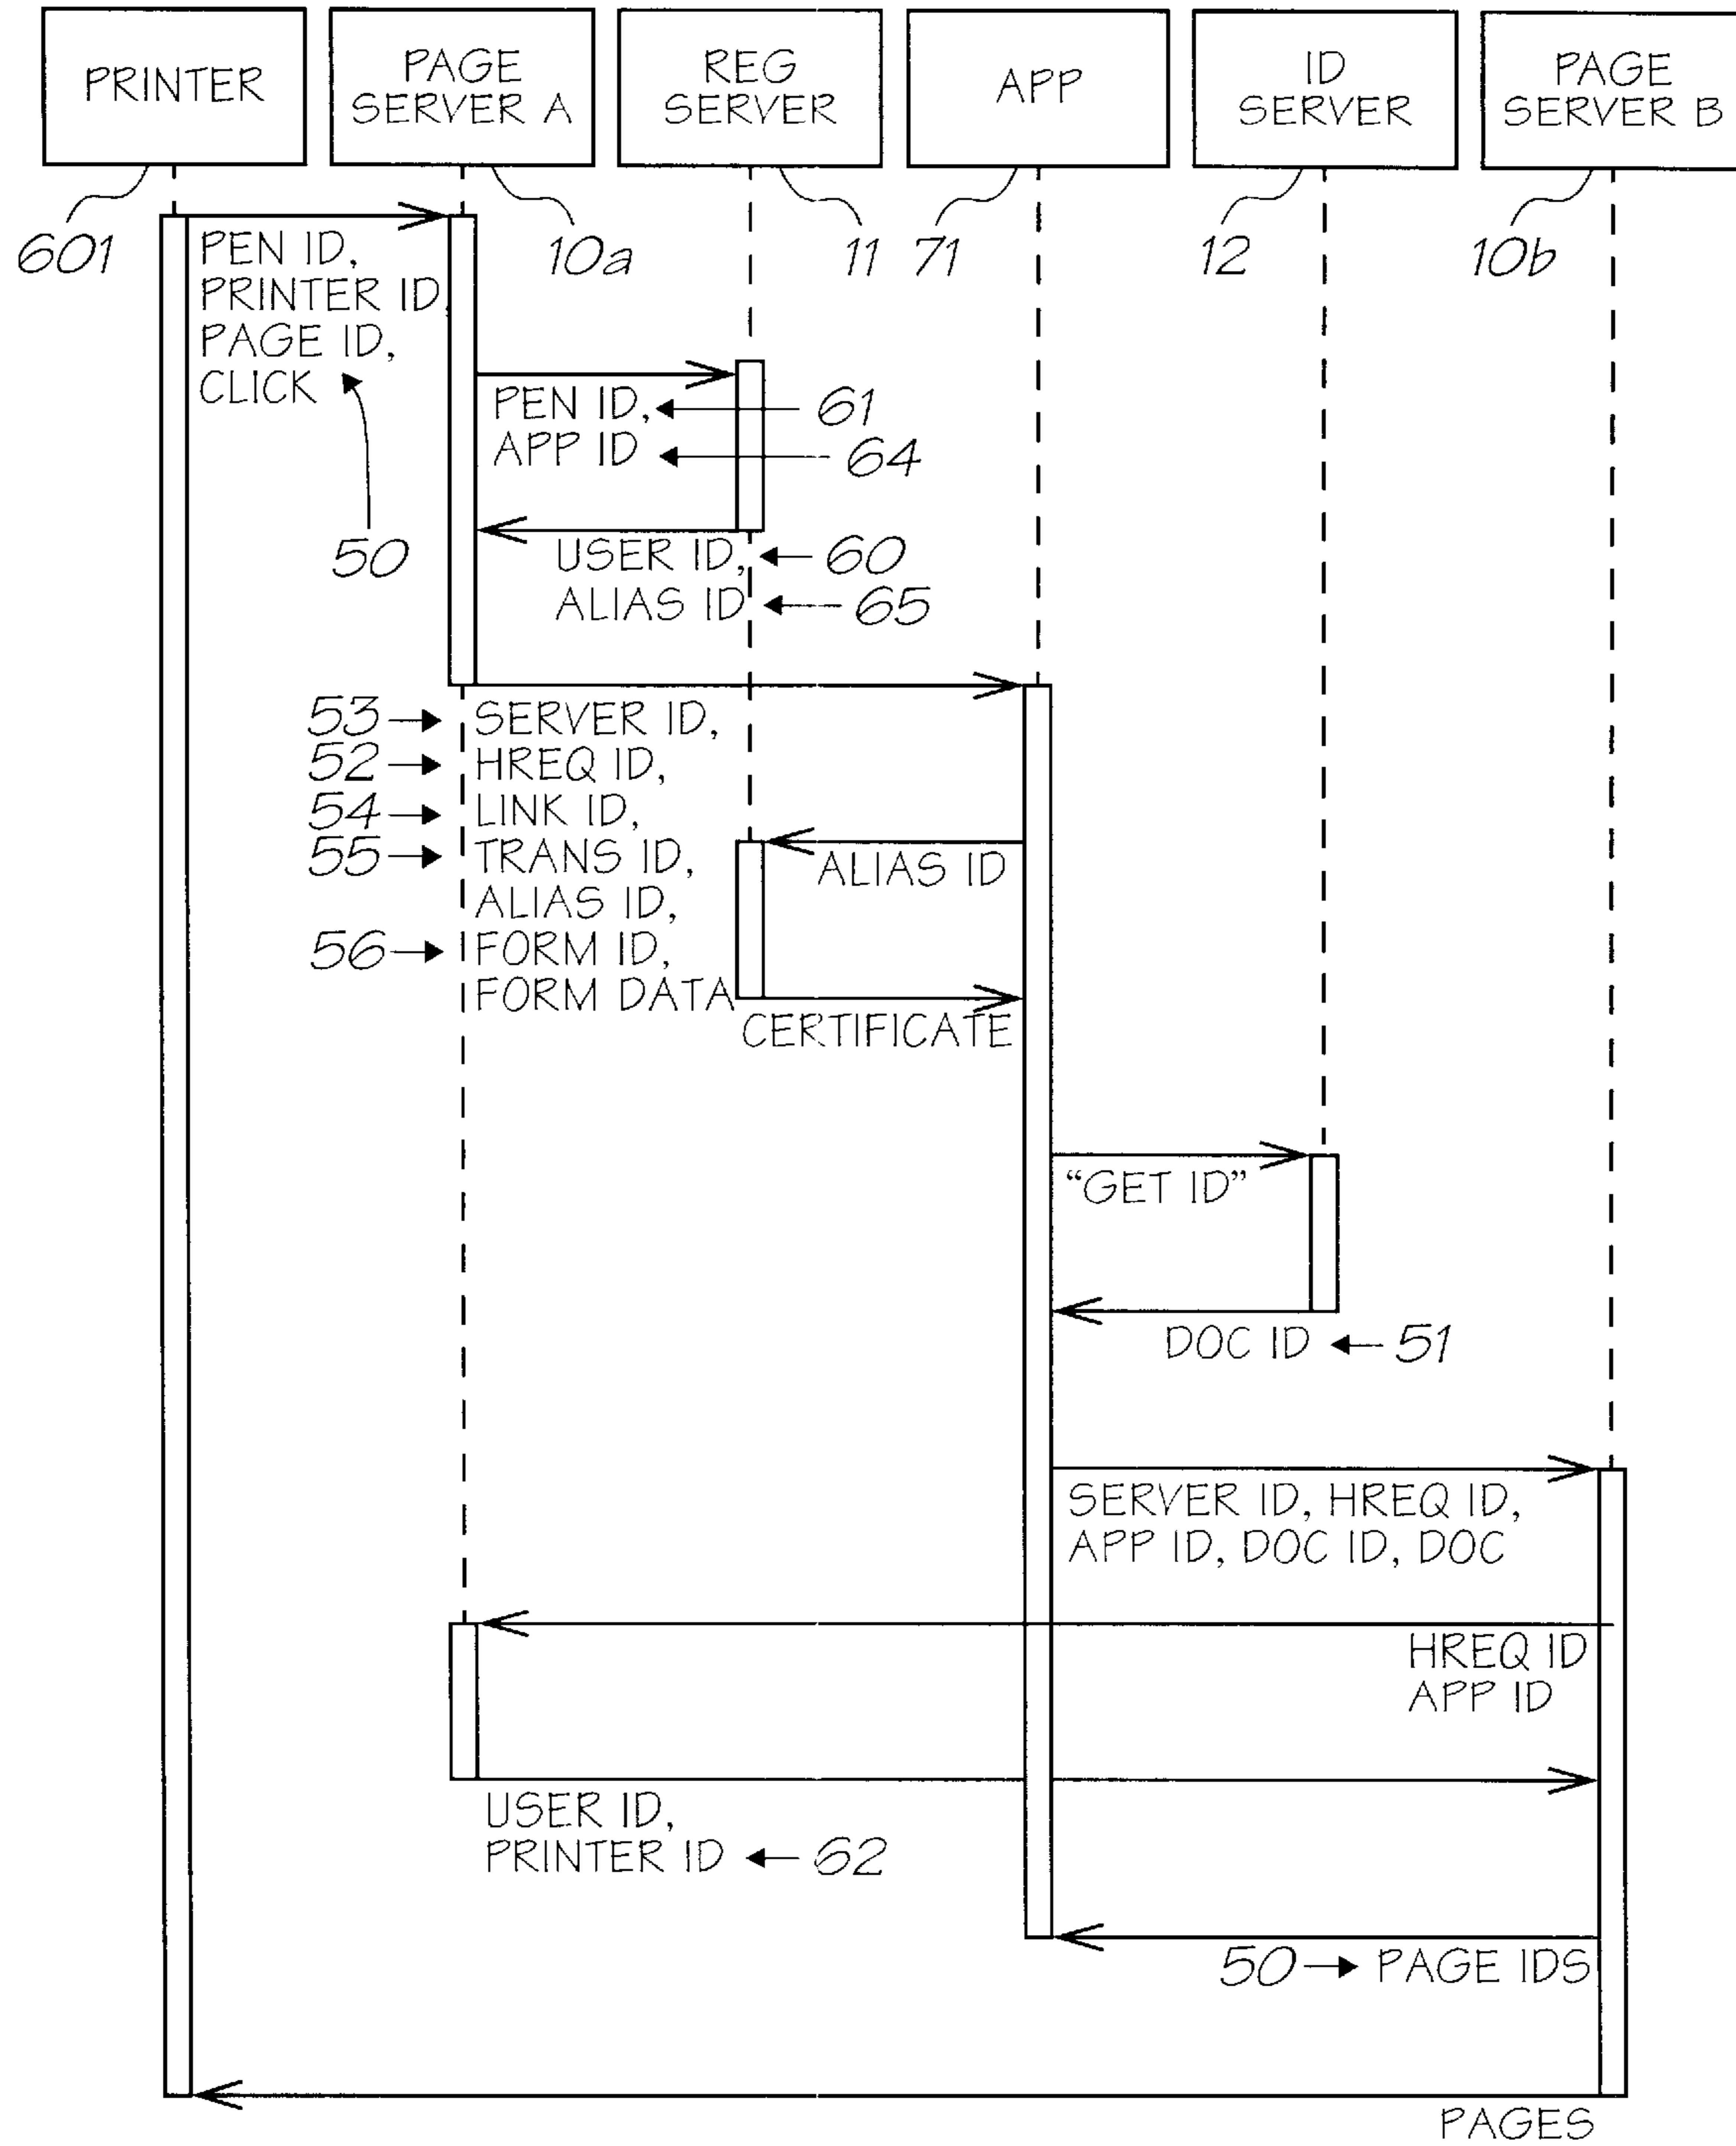 PRINTER
PAGE
SERVER A
REG
SERVER
APP
ID
SERVER
PAGE
SERVER B
601
10a
11
71
12
10b
PEN ID,
PRINTER ID,
PAGE ID,
CLICK
50
PEN ID,
61
APP ID
64
USER ID,
60
ALIAS ID
65
53
SERVER ID,
52
HREQ ID,
54
LINK ID,
55
TRANS ID,
ALIAS ID,
56
FORM ID,
FORM DATA
ALIAS ID
CERTIFICATE
“GET ID”
DOC ID
51
SERVER ID, HREQ ID,
APP ID, DOC ID, DOC
HREQ ID
APP ID
USER ID,
PRINTER ID
62
50
PAGE IDS
PAGES